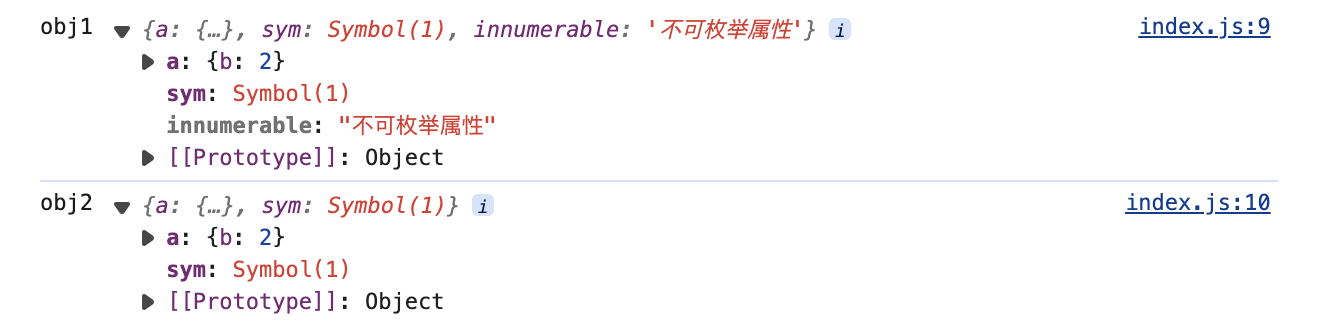 obj1 ▼ {a: {…}, sym: Symbol(1), innumerable: '不可枚举属性'} i index.js:9
▶ a: {b: 2}
sym: Symbol(1)
innumerable: "不可枚举属性"
▶ [[Prototype]]: Object
obj2 ▼ {a: {…}, sym: Symbol(1)} i index.js:10
▶ a: {b: 2}
sym: Symbol(1)
▶ [[Prototype]]: Object